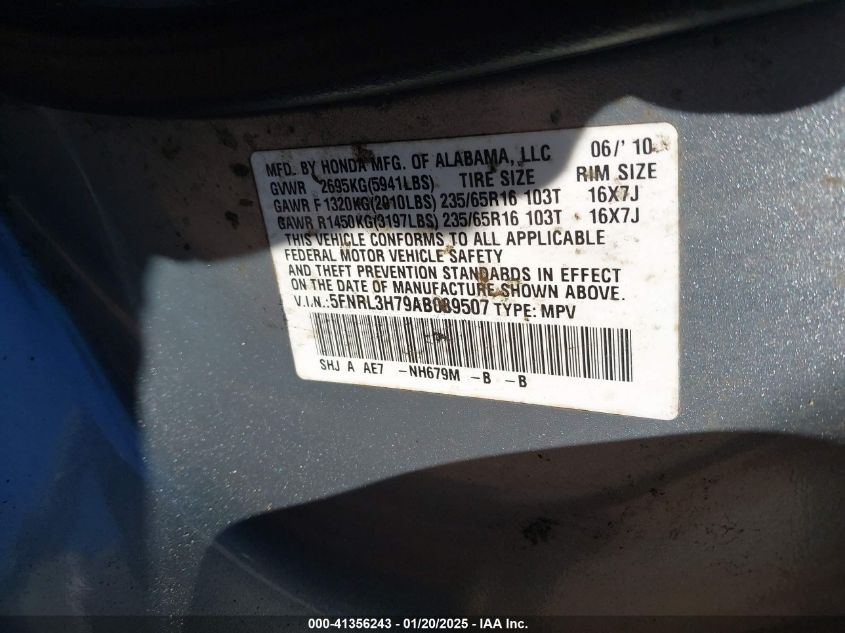 MFD. BY HONDA MFG. OF ALABAMA, LLC 06/' 10
GVWR 2695KG(5941LBS) TIRE SIZE RIM SIZE
GAWR F1320KG(2910LBS) 235/65R16 103T 16X7J
GAWR R1450KG(3197LBS) 235/65R16 103T 16X7J
THIS VEHICLE CONFORMS TO ALL APPLICABLE
FEDERAL MOTOR VEHICLE SAFETY
AND THEFT PREVENTION STANDARDS IN EFFECT
ON THE DATE OF MANUFACTURE SHOWN ABOVE.
V.I.N.: 5FNRL3H79AB089507 TYPE: MPV
SHJ A AE7 -NH679M -B -B
000-41356243 - 01/20/2025 - IAA Inc.